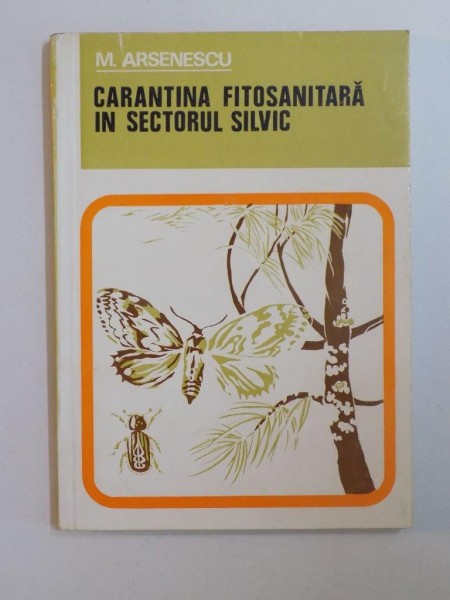 M. ARSENESCU
CARANTINA FITOSANITARĂ
IN SECTORUL SILVIC